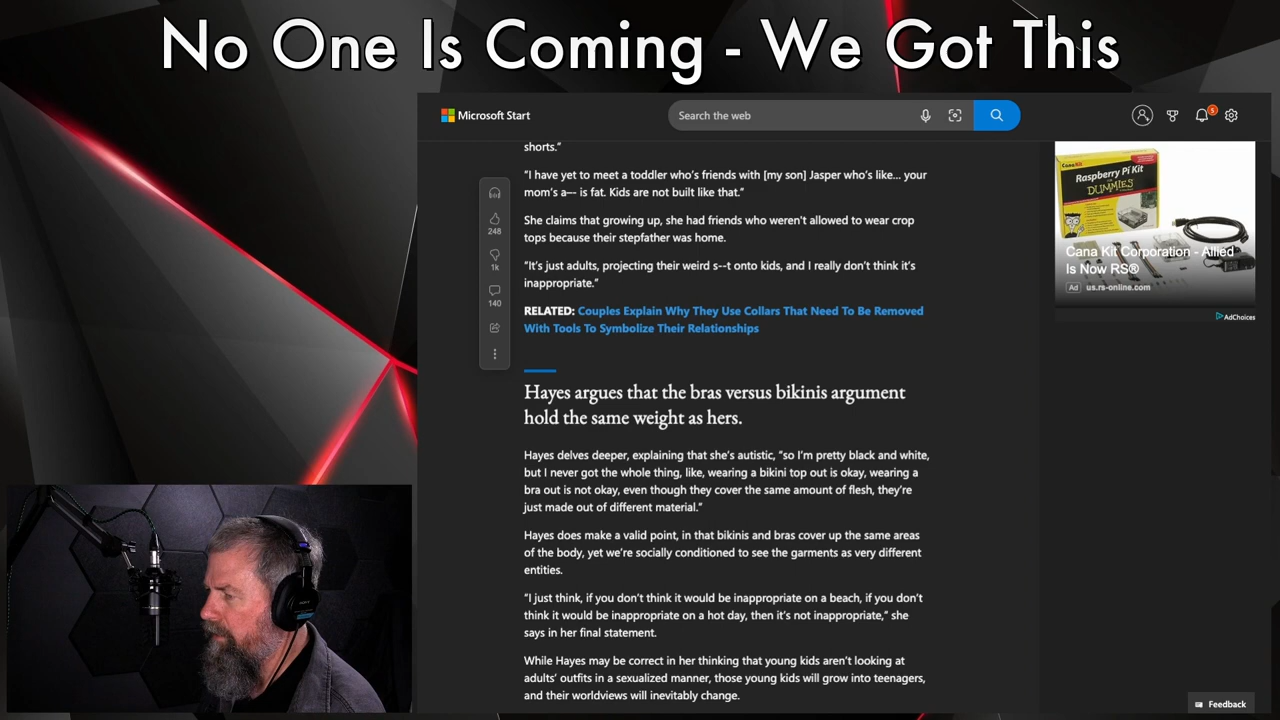 No One Is Coming - We Got This
Microsoft Start
Search the web
5
shorts.”
“I have yet to meet a toddler who’s friends with [my son] Jasper who’s like... your
mom’s a–-- is fat. Kids are not built like that.”
She claims that growing up, she had friends who weren't allowed to wear crop
tops because their stepfather was home.
“It’s just adults, projecting their weird s--t onto kids, and I really don’t think it’s
inappropriate.”
RELATED: Couples Explain Why They Use Collars That Need To Be Removed
With Tools To Symbolize Their Relationships
248
1k
140
Hayes argues that the bras versus bikinis argument
hold the same weight as hers.
Hayes delves deeper, explaining that she’s autistic, “so I’m pretty black and white,
but I never got the whole thing, like, wearing a bikini top out is okay, wearing a
bra out is not okay, even though they cover the same amount of flesh, they’re
just made out of different material.”
Hayes does make a valid point, in that bikinis and bras cover up the same areas
of the body, yet we’re socially conditioned to see the garments as very different
entities.
“I just think, if you don’t think it would be inappropriate on a beach, if you don’t
think it would be inappropriate on a hot day, then it’s not inappropriate,” she
says in her final statement.
While Hayes may be correct in her thinking that young kids aren’t looking at
adults’ outfits in a sexualized manner, those young kids will grow into teenagers,
and their worldviews will inevitably change.
CanaKit
Raspberry Pi Kit
DUMMIES
Cana Kit Corporation - Allied
Is Now RS®
Ad us.rs-online.com
AdChoices
Feedback